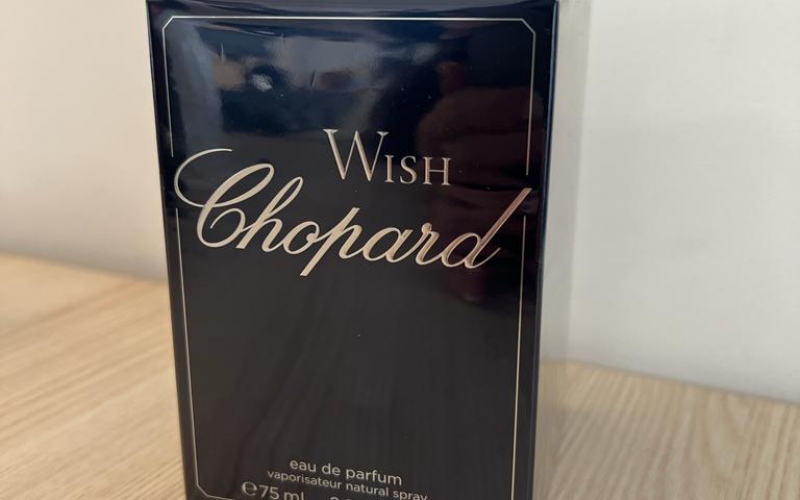 WISH
Chopard
eau de parfum
vaporisateur natural spray
℮75 ml